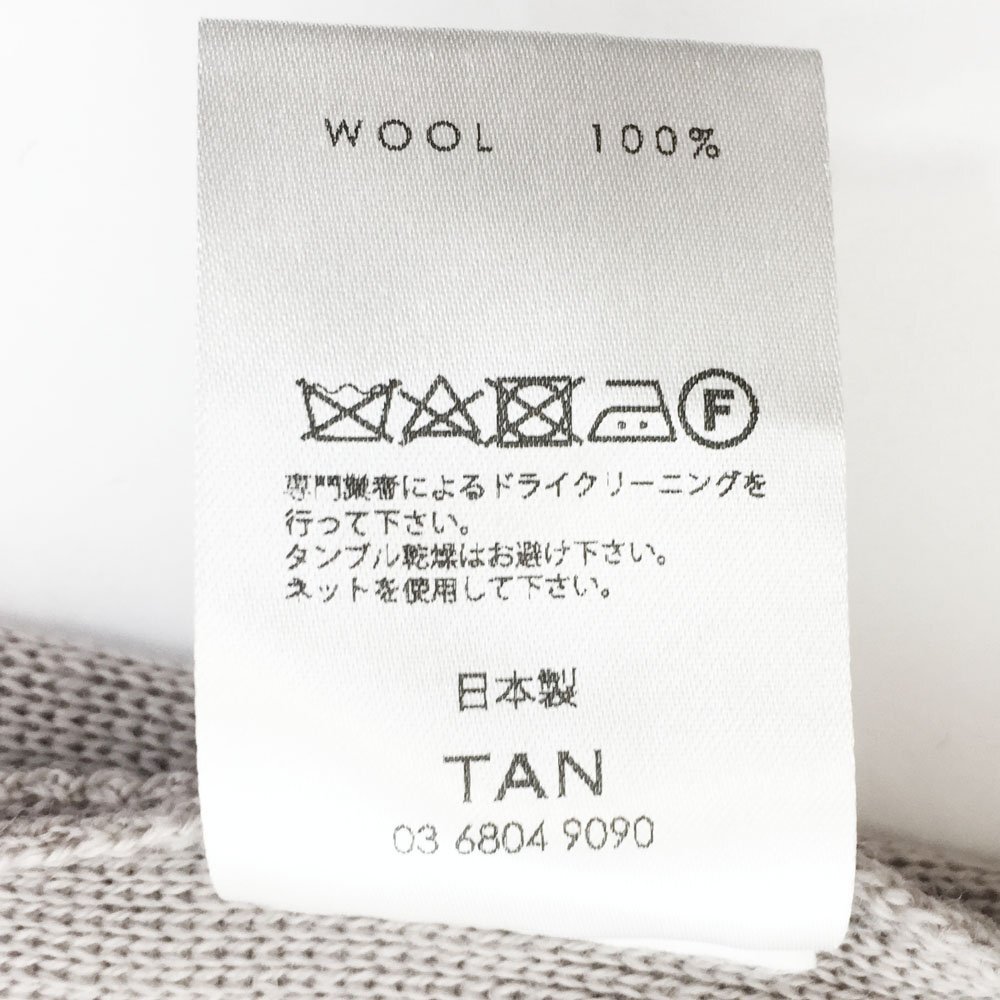 WOOL 100%
F
専門業者によるドライクリーニングを
行って下さい。
タンブル乾燥はお避け下さい。
ネットを使用して下さい。
日本製
TAN
03 6804 9090